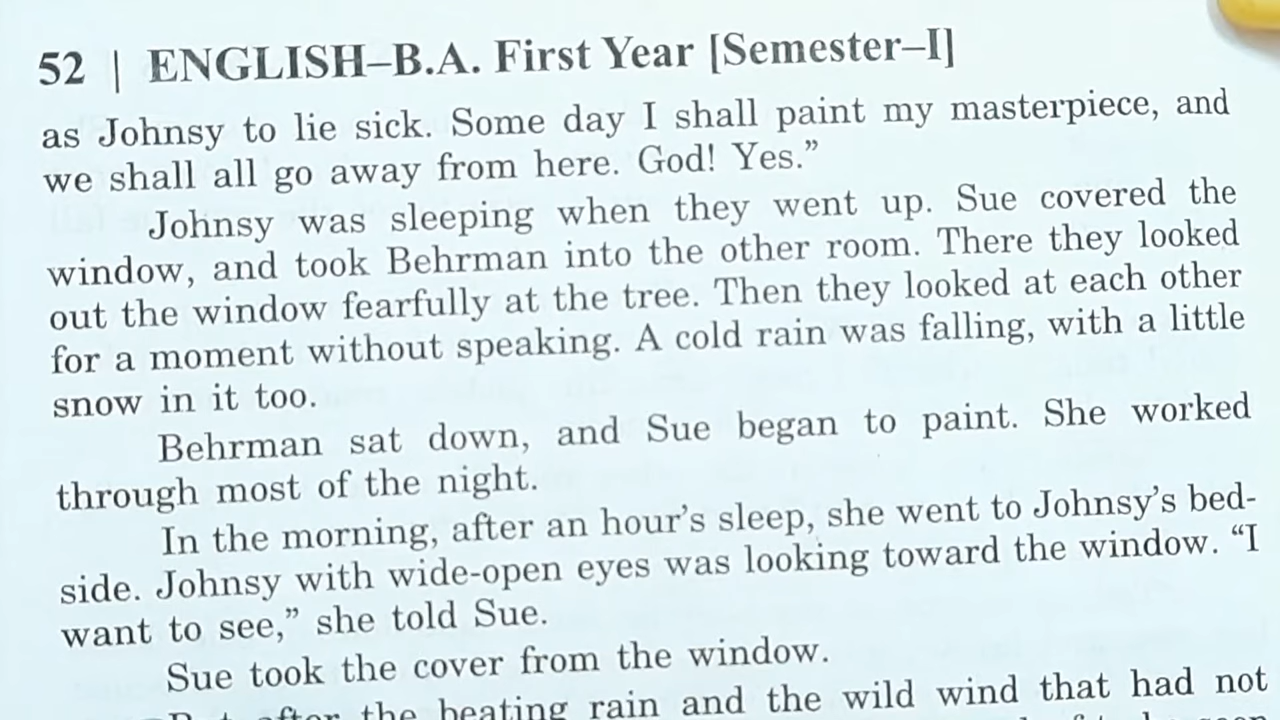 52 | ENGLISH–B.A. First Year [Semester–I]
as Johnsy to lie sick. Some day I shall paint my masterpiece, and
we shall all go away from here. God! Yes.”
Johnsy was sleeping when they went up. Sue covered the
window, and took Behrman into the other room. There they looked
out the window fearfully at the tree. Then they looked at each other
for a moment without speaking. A cold rain was falling, with a little
snow in it too.
Behrman sat down, and Sue began to paint. She worked
through most of the night.
In the morning, after an hour’s sleep, she went to Johnsy’s bed-
side. Johnsy with wide-open eyes was looking toward the window. “I
want to see,” she told Sue.
Sue took the cover from the window.
But after the beating rain and the wild wind that had not